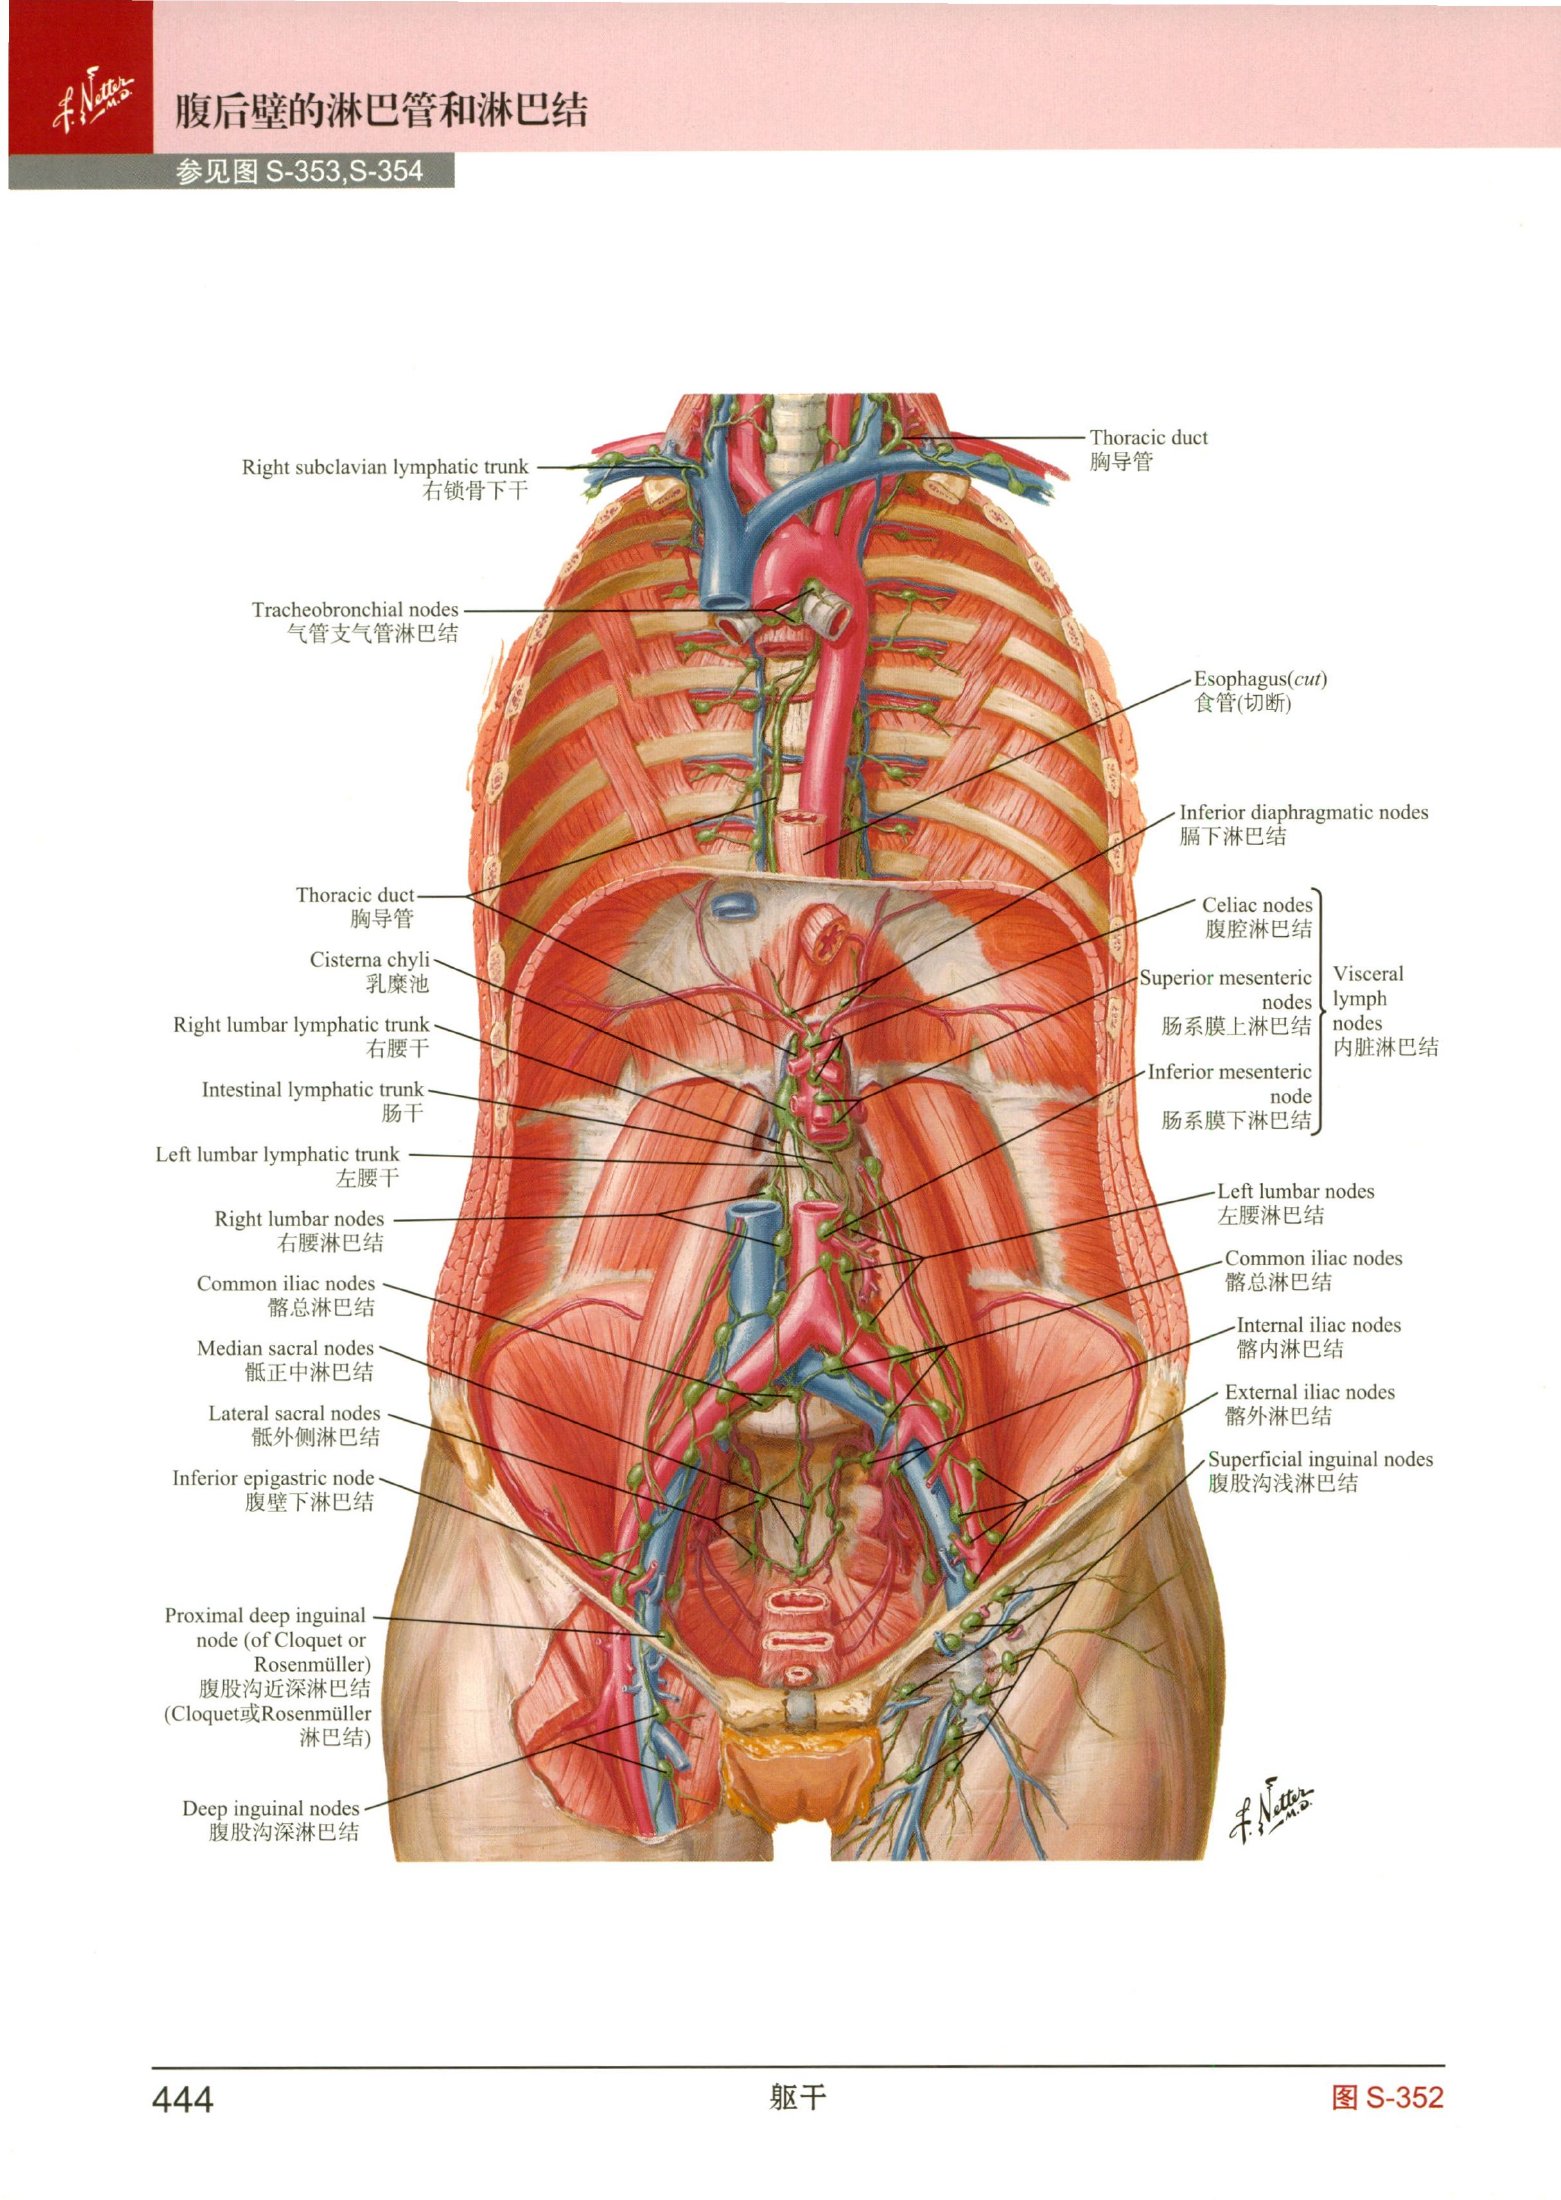 F. Netter M.D.
腹后壁的淋巴管和淋巴结
参见图 S-353,S-354
Right subclavian lymphatic trunk
右锁骨下干
Tracheobronchial nodes
气管支气管淋巴结
Thoracic duct
胸导管
Cisterna chyli
乳糜池
Right lumbar lymphatic trunk
右腰干
Intestinal lymphatic trunk
肠干
Left lumbar lymphatic trunk
左腰干
Right lumbar nodes
右腰淋巴结
Common iliac nodes
髂总淋巴结
Median sacral nodes
骶正中淋巴结
Lateral sacral nodes
骶外侧淋巴结
Inferior epigastric node
腹壁下淋巴结
Proximal deep inguinal
node (of Cloquet or
Rosenmüller)
腹股沟近深淋巴结
(Cloquet或Rosenmüller
淋巴结)
Deep inguinal nodes
腹股沟深淋巴结
Thoracic duct
胸导管
Esophagus(cut)
食管(切断)
Inferior diaphragmatic nodes
膈下淋巴结
Celiac nodes
腹腔淋巴结
Superior mesenteric
nodes
肠系膜上淋巴结
Inferior mesenteric
node
肠系膜下淋巴结
Visceral
lymph
nodes
内脏淋巴结
Left lumbar nodes
左腰淋巴结
Common iliac nodes
髂总淋巴结
Internal iliac nodes
髂内淋巴结
External iliac nodes
髂外淋巴结
Superficial inguinal nodes
腹股沟浅淋巴结
F. Netter M.D.
444
躯干
图 S-352